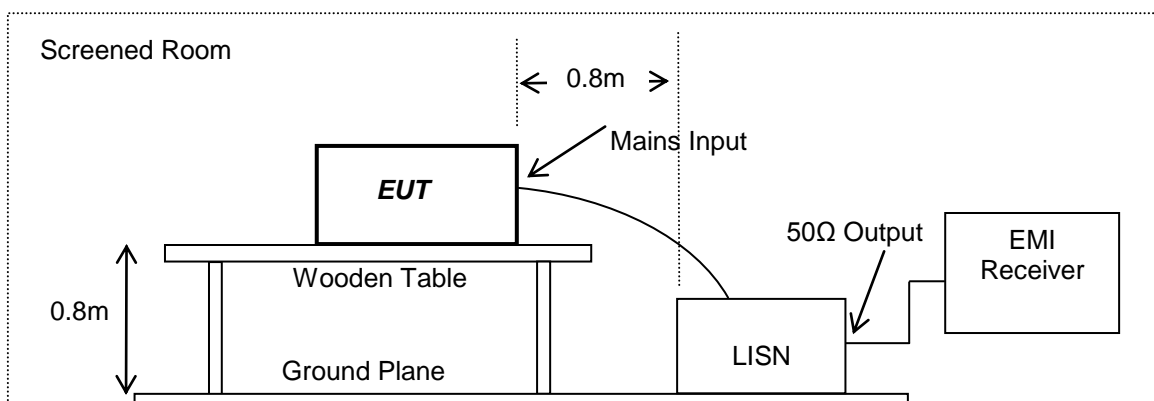 Screened Room
0.8m
Mains Input
EUT
50Ω Output
EMI
Receiver
Wooden Table
0.8m
LISN
Ground Plane